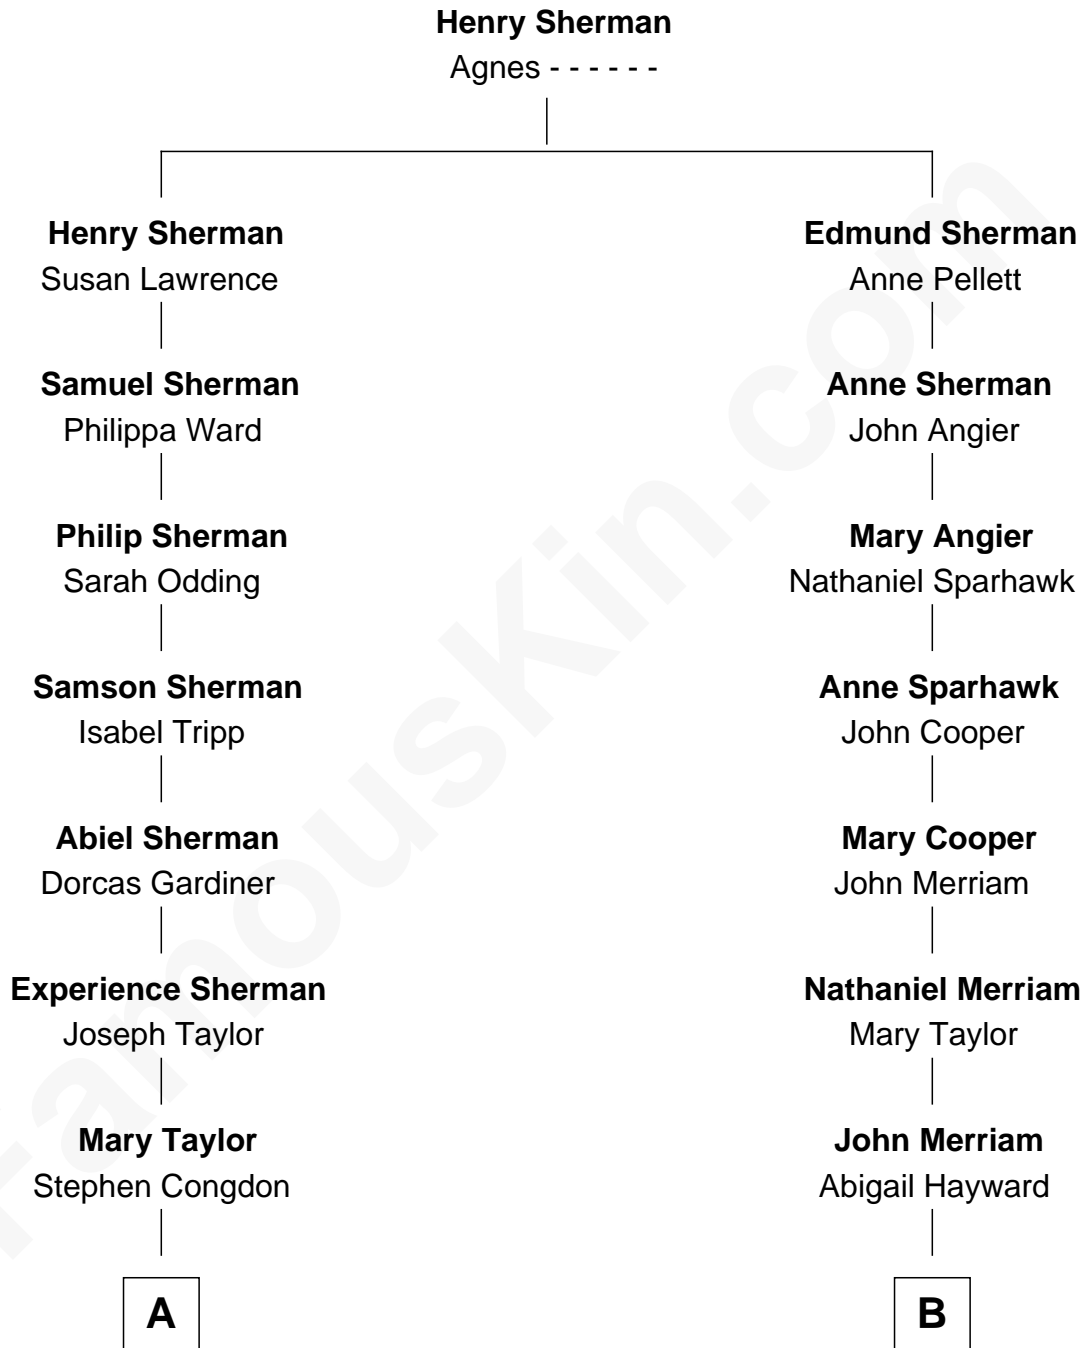 Henry Sherman
Agnes - - - - - -
Henry Sherman
Susan Lawrence
Edmund Sherman
Anne Pellett
Samuel Sherman
Philippa Ward
Anne Sherman
John Angier
Philip Sherman
Sarah Odding
Mary Angier
Nathaniel Sparhawk
Samson Sherman
Isabel Tripp
Anne Sparhawk
John Cooper
Abiel Sherman
Dorcas Gardiner
Mary Cooper
John Merriam
Experience Sherman
Joseph Taylor
Nathaniel Merriam
Mary Taylor
Mary Taylor
Stephen Congdon
John Merriam
Abigail Hayward
A
B
FamousKin.com